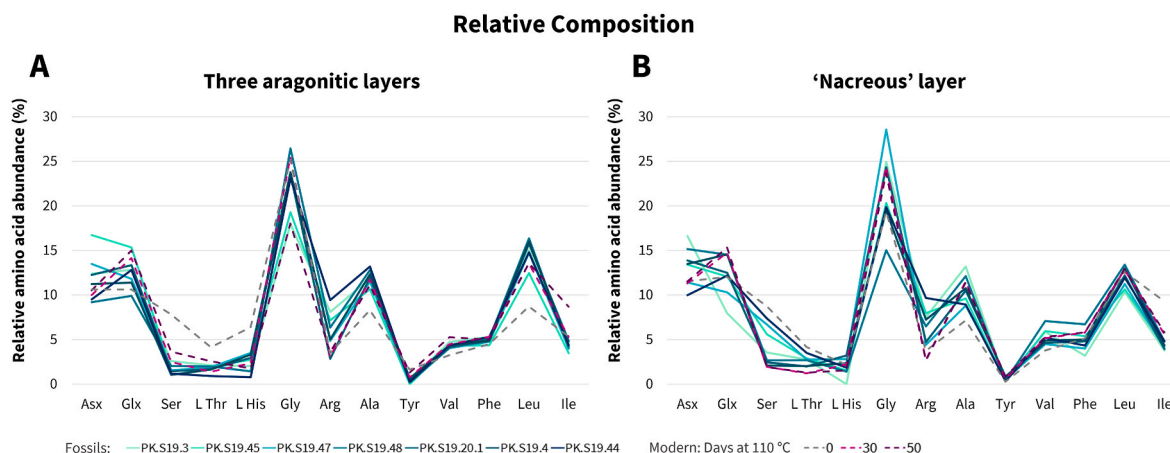 Relative Composition
A
Three aragonitic layers
Relative amino acid abundance (%)
30
25
20
15
10
5
0
Asx Glx Ser L Thr L His Gly Arg Ala Tyr Val Phe Leu Ile
B
‘Nacreous’ layer
Relative amino acid abundance (%)
30
25
20
15
10
5
0
Asx Glx Ser L Thr L His Gly Arg Ala Tyr Val Phe Leu Ile
Fossils: PK.S19.3 PK.S19.45 PK.S19.47 PK.S19.48 PK.S19.20.1 PK.S19.4 PK.S19.44 Modern: Days at 110 °C 0 30 50